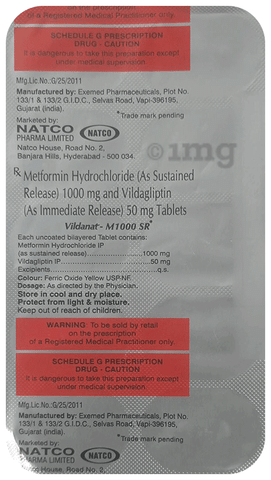 of a Registered Medical Practitioner only.
SCHEDULE G PRESCRIPTION
DRUG - CAUTION
It is dangerous to take this preparation except
under medical supervision
Mfg.Lic No.:G/25/2011
Manufactured by: Exemed Pharmaceuticals, Plot No.
133/1 & 133/2 G.I.D.C., Selvas Road, Vapi-396195,
Gujarat (india).
*Trade mark pending
Marketed by:
NATCO
PHARMA LIMITED
NATCO
Natco House, Road No. 2,
Banjara Hills, Hyderabad - 500 034.
1mg
℞ Metformin Hydrochloride (As Sustained
Release) 1000 mg and Vildagliptin
(As Immediate Release) 50 mg Tablets
Vildanat - M1000 SR*
Each uncoated bilayered Tablet contains:
Metformin Hydrochloride IP
(as sustained release)....................1000 mg
Vildagliptin IP..............................50 mg
Excipients....................................q.s.
Colour: Ferric Oxide Yellow USP-NF.
Dosage: As directed by the Physician.
Store in cool and dry place.
Protect from light & moisture.
Keep out of reach of children.
WARNING: To be sold by retail
on the prescription
of a Registered Medical Practitioner only.
SCHEDULE G PRESCRIPTION
DRUG - CAUTION
It is dangerous to take this preparation except
under medical supervision
Mfg.Lic No.:G/25/2011
Manufactured by: Exemed Pharmaceuticals, Plot No.
133/1 & 133/2 G.I.D.C., Selvas Road, Vapi-396195,
Gujarat (india).
*Trade mark pending
Marketed by:
NATCO
PHARMA LIMITED
NATCO
Natco House, Road No. 2,